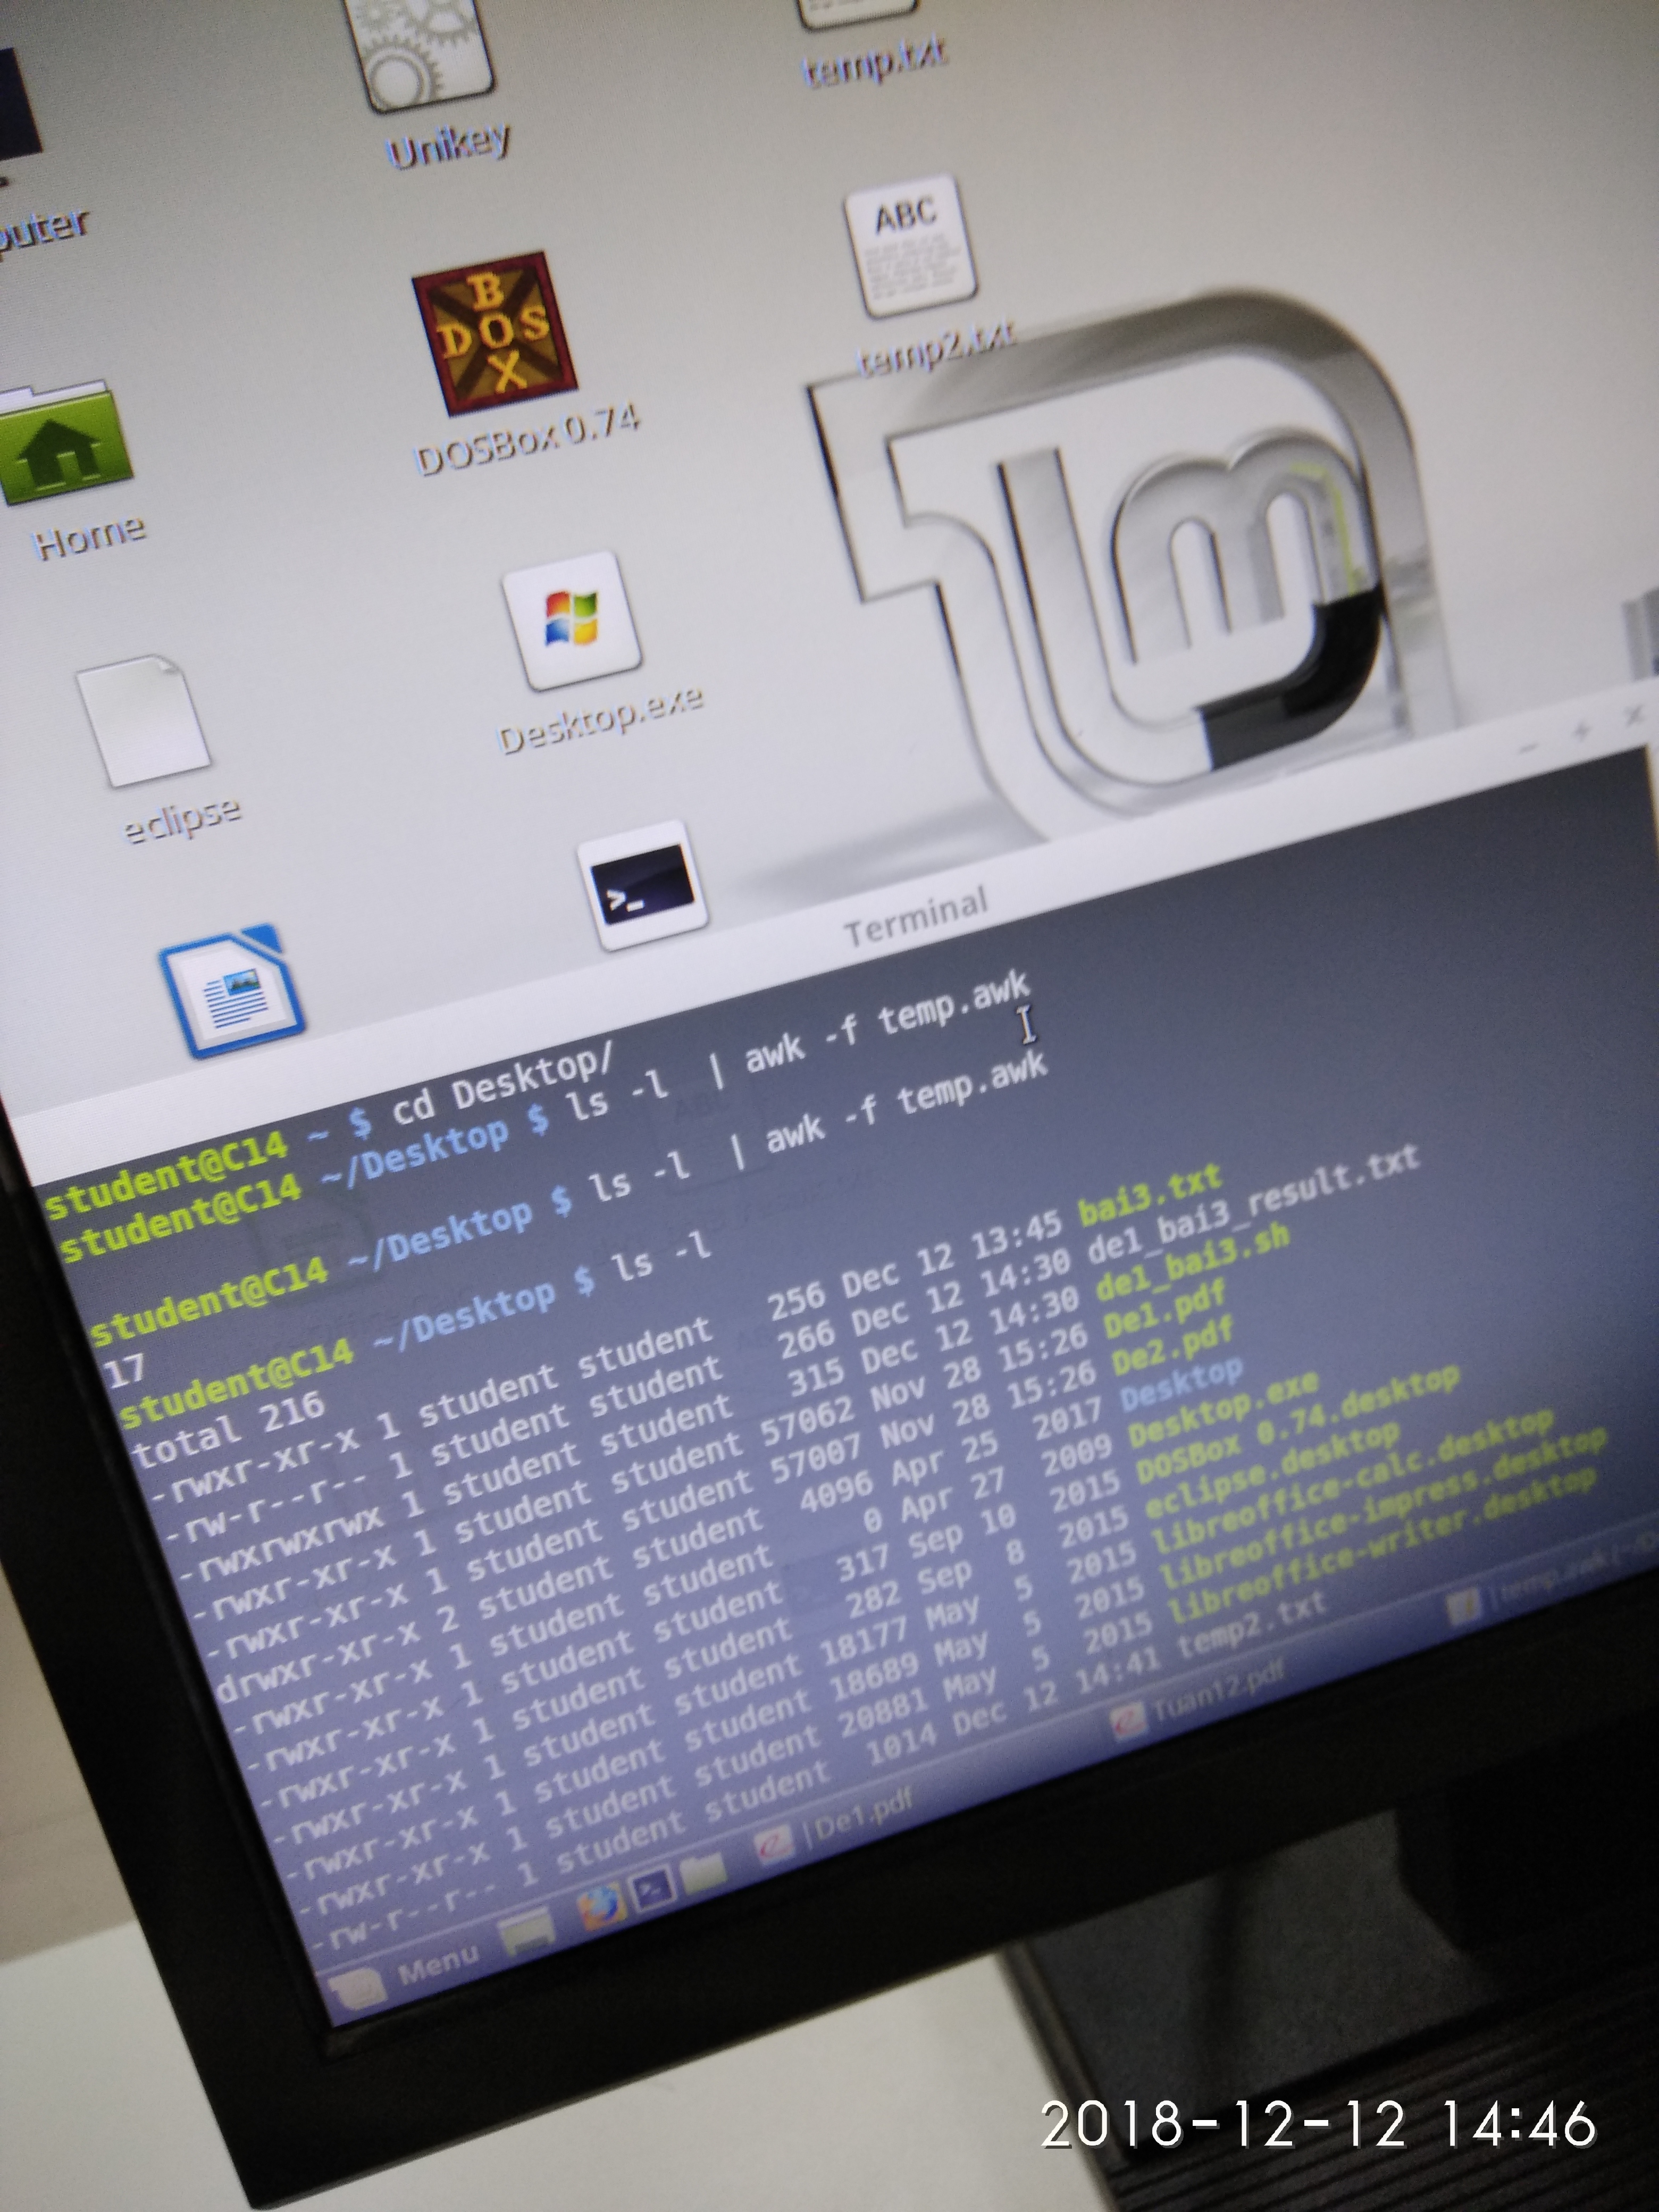 Unikey
temp.txt
puter
ABC
temp2.txt
B
DOS
X
DOSBox 0.74
Home
Desktop.exe
eclipse
>_
Terminal
student@C14 ~ $ cd Desktop/
student@C14 ~/Desktop $ ls -l | awk -f temp.awk
student@C14 ~/Desktop $ ls -l | awk -f temp.awk
17
student@C14 ~/Desktop $ ls -l
total 216
-rwxr-xr-x 1 student student 256 Dec 12 13:45 bai3.txt
-rw-r--r-- 1 student student 266 Dec 12 14:30 de1_bai3_result.txt
-rwxrwxrwx 1 student student 315 Dec 12 14:30 de1_bai3.sh
-rwxr-xr-x 1 student student 57062 Nov 28 15:26 De1.pdf
-rwxr-xr-x 1 student student 57007 Nov 28 15:26 De2.pdf
drwxr-xr-x 2 student student 4096 Apr 25 2017 Desktop
-rwxr-xr-x 1 student student 0 Apr 27 2009 Desktop.exe
-rwxr-xr-x 1 student student 317 Sep 10 2015 DOSBox 0.74.desktop
-rwxr-xr-x 1 student student 282 Sep 8 2015 eclipse.desktop
-rwxr-xr-x 1 student student 18177 May 5 2015 libreoffice-calc.desktop
-rwxr-xr-x 1 student student 18689 May 5 2015 libreoffice-impress.desktop
-rwxr-xr-x 1 student student 20881 May 5 2015 libreoffice-writer.desktop
-rw-r--r-- 1 student student 1014 Dec 12 14:41 temp2.txt
Menu
De1.pdf
Tuan12.pdf
temp.awk (~/D
2018-12-12 14:46